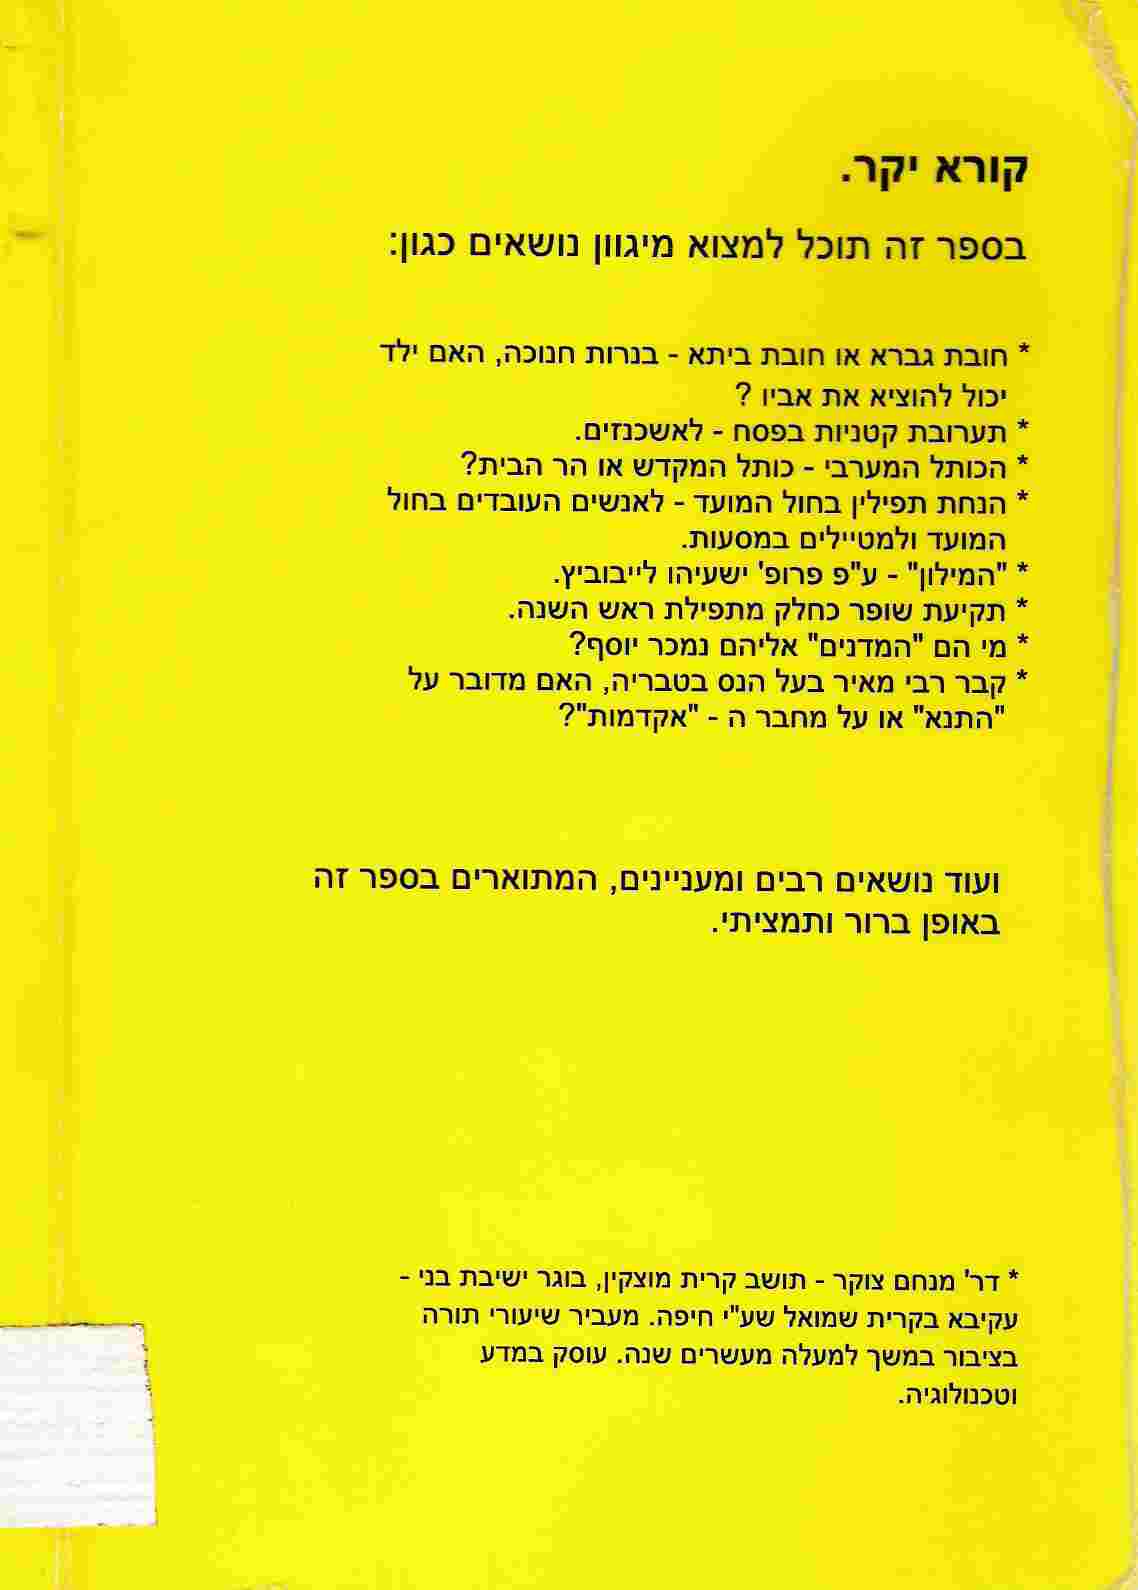 קורא יקר.
בספר זה תוכל למצוא מיגוון נושאים כגון:
* חובת גברא או חובת ביתא - בנרות חנוכה, האם ילד
יכול להוציא את אביו ?
* תערובת קטניות בפסח - לאשכנזים.
* הכותל המערבי - כותל המקדש או הר הבית?
* הנחת תפילין בחול המועד - לאנשים העובדים בחול
המועד ולמטיילים במסעות.
* "המילון" - ע"פ פרופ' ישעיהו לייבוביץ.
* תקיעת שופר כחלק מתפילת ראש השנה.
* מי הם "המדנים" אליהם נמכר יוסף?
* קבר רבי מאיר בעל הנס בטבריה, האם מדובר על
"התנא" או על מחבר ה - "אקדמות"?
ועוד נושאים רבים ומעניינים, המתוארים בספר זה
באופן ברור ותמציתי.
* דר' מנחם צוקר - תושב קרית מוצקין, בוגר ישיבת בני -
עקיבא בקרית שמואל שע"י חיפה. מעביר שיעורי תורה
בציבור במשך למעלה מעשרים שנה. עוסק במדע
וטכנולוגיה.